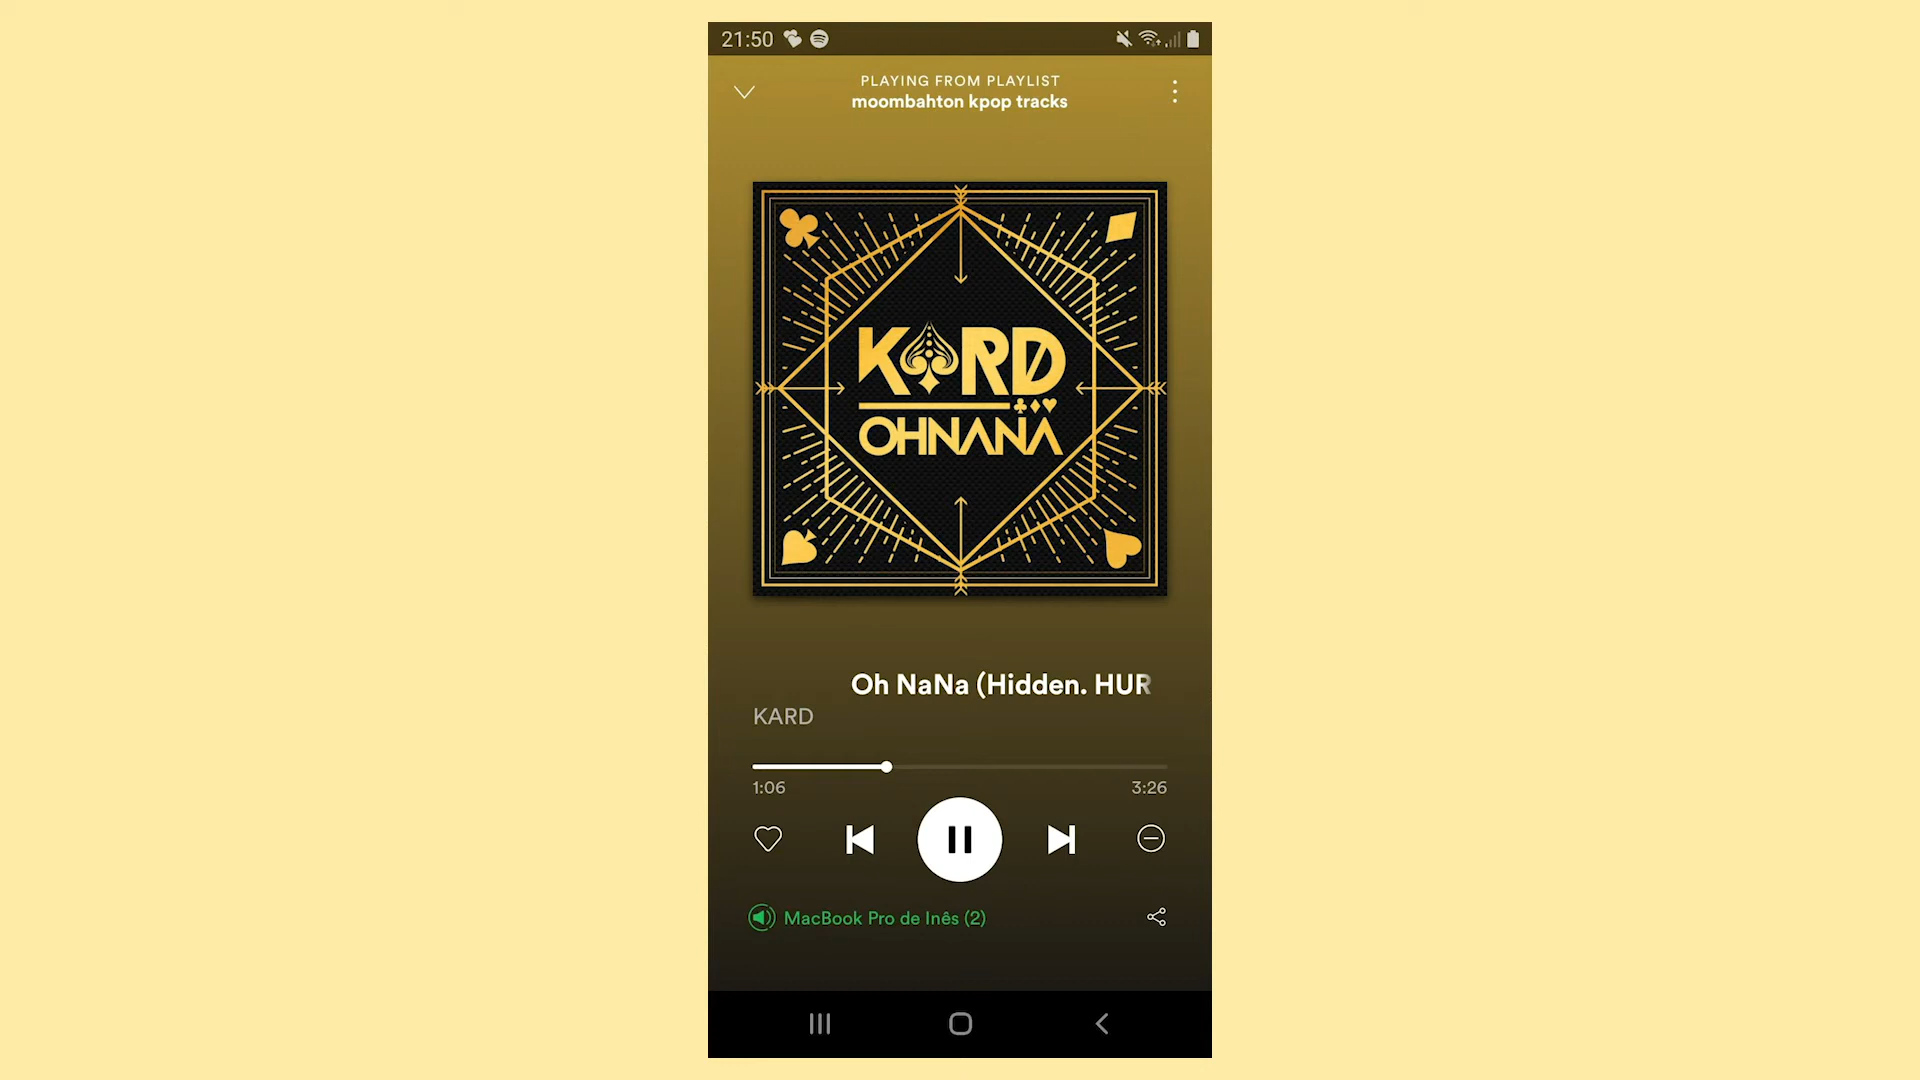 21:50
PLAYING FROM PLAYLIST
moombahton kpop tracks
KARD
OHNANA
Oh NaNa (Hidden. HUR
KARD
1:06
3:26
MacBook Pro de Inês (2)